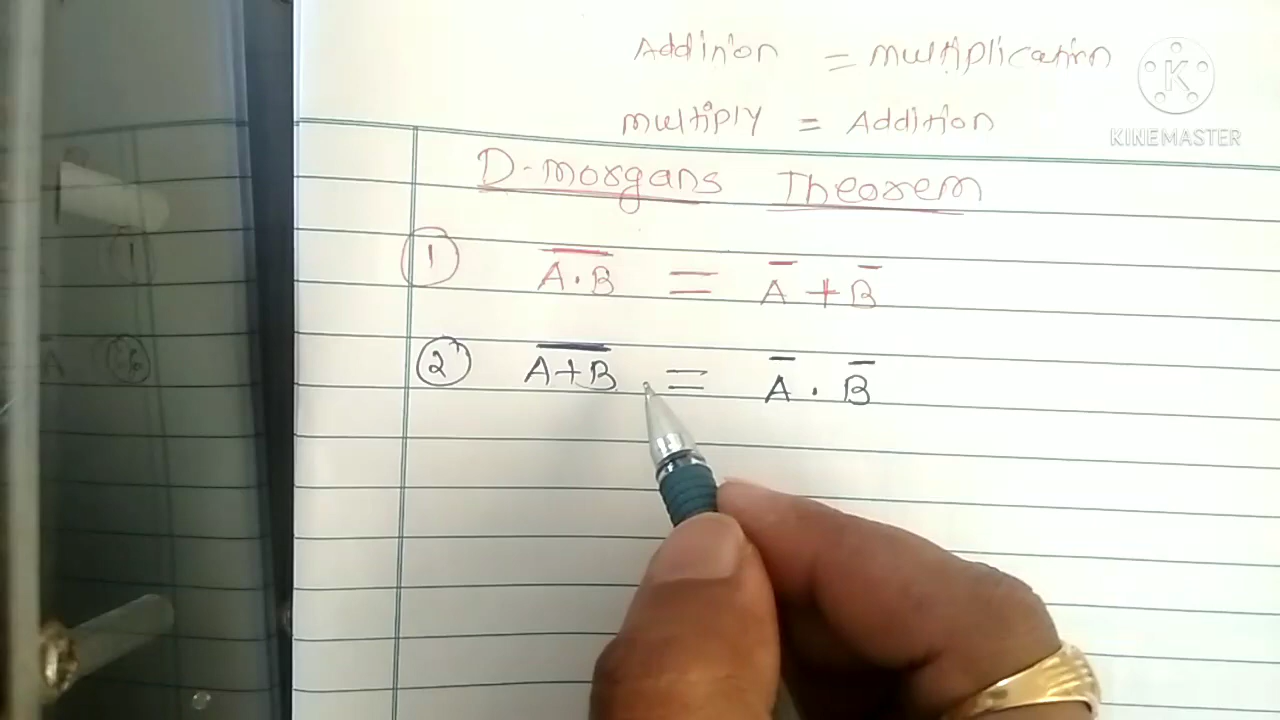 Addition = multiplication
KINEMASTER
multiply = Addition
D-morgans Theorem
① A̅ ̅.̅ ̅B̅ = A̅ + B̅
② A̅ ̅+̅ ̅B̅ = A̅ . B̅